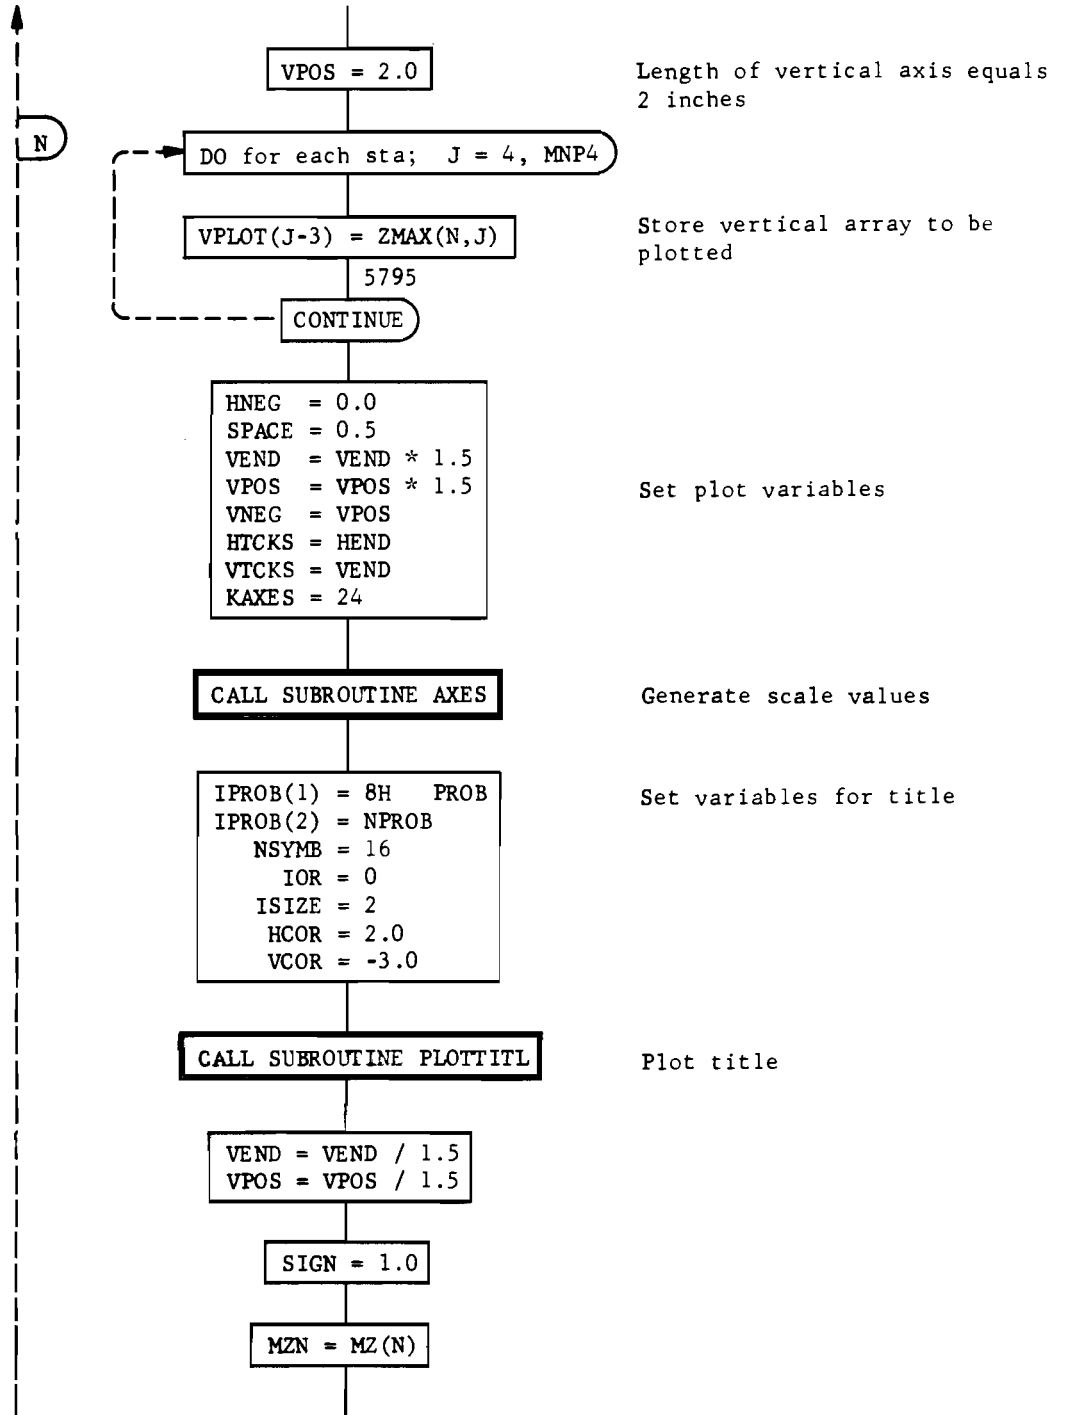 VPOS = 2.0
Length of vertical axis equals
2 inches
N
DO for each sta;  J = 4, MNP4
VPLOT(J-3) = ZMAX(N,J)
Store vertical array to be
plotted
5795
CONTINUE
HNEG  = 0.0
SPACE = 0.5
VEND  = VEND * 1.5
VPOS  = VPOS * 1.5
VNEG  = VPOS
HTCKS = HEND
VTCKS = VEND
KAXES = 24
Set plot variables
CALL SUBROUTINE AXES
Generate scale values
IPROB(1) = 8H   PROB
IPROB(2) = NPROB
NSYMB = 16
IOR = 0
ISIZE = 2
HCOR = 2.0
VCOR = -3.0
Set variables for title
CALL SUBROUTINE PLOTTITL
Plot title
VEND = VEND / 1.5
VPOS = VPOS / 1.5
SIGN = 1.0
MZN = MZ(N)